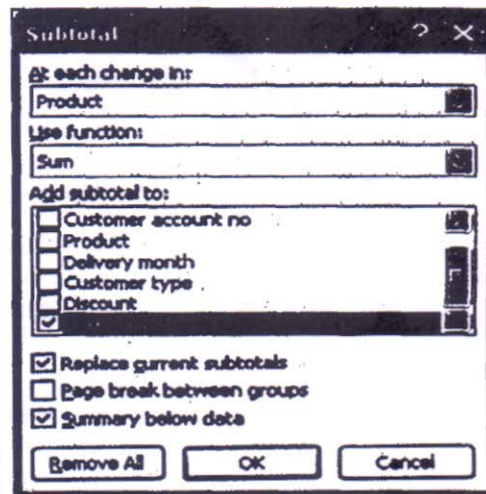 Subtotal ? ×
At each change in:
Product
Use function:
Sum
Add subtotal to:
Customer account no
Product
Delivery month
Customer type
Discount
Replace current subtotals
Page break between groups
Summary below data
Remove All OK Cancel